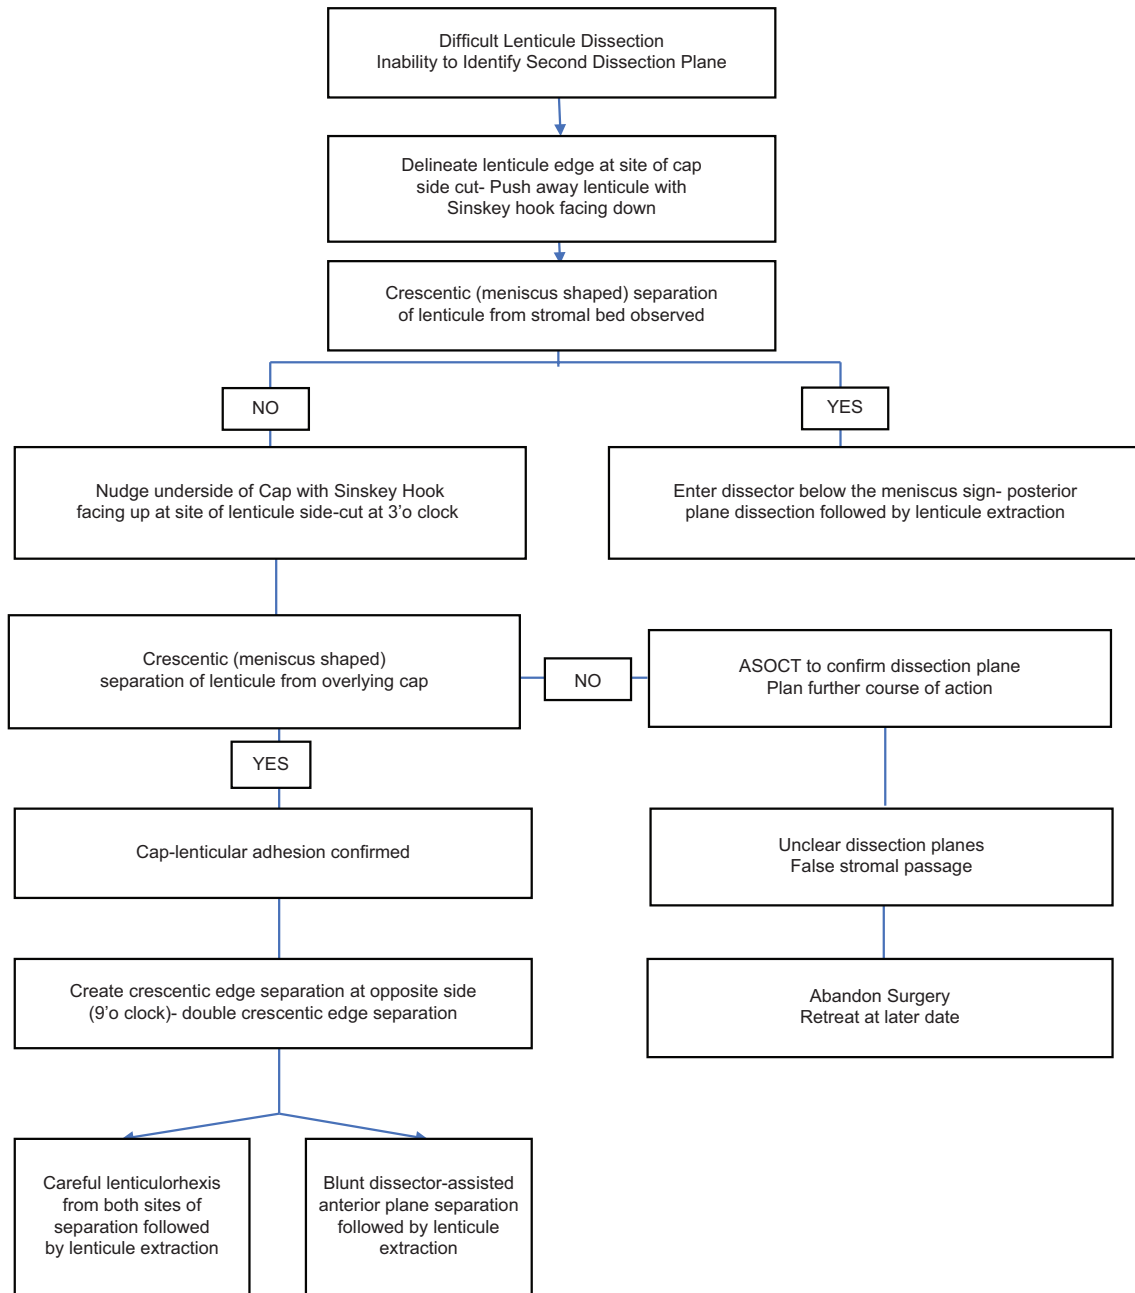 Difficult Lenticule Dissection
Inability to Identify Second Dissection Plane
Delineate lenticule edge at site of cap
side cut- Push away lenticule with
Sinskey hook facing down
Crescentic (meniscus shaped) separation
of lenticule from stromal bed observed
NO
YES
Nudge underside of Cap with Sinskey Hook
facing up at site of lenticule side-cut at 3'o clock
Enter dissector below the meniscus sign- posterior
plane dissection followed by lenticule extraction
Crescentic (meniscus shaped)
separation of lenticule from overlying cap
NO
ASOCT to confirm dissection plane
Plan further course of action
YES
Cap-lenticular adhesion confirmed
Unclear dissection planes
False stromal passage
Create crescentic edge separation at opposite side
(9'o clock)- double crescentic edge separation
Abandon Surgery
Retreat at later date
Careful lenticulorhexis
from both sites of
separation followed
by lenticule extraction
Blunt dissector-assisted
anterior plane separation
followed by lenticule
extraction